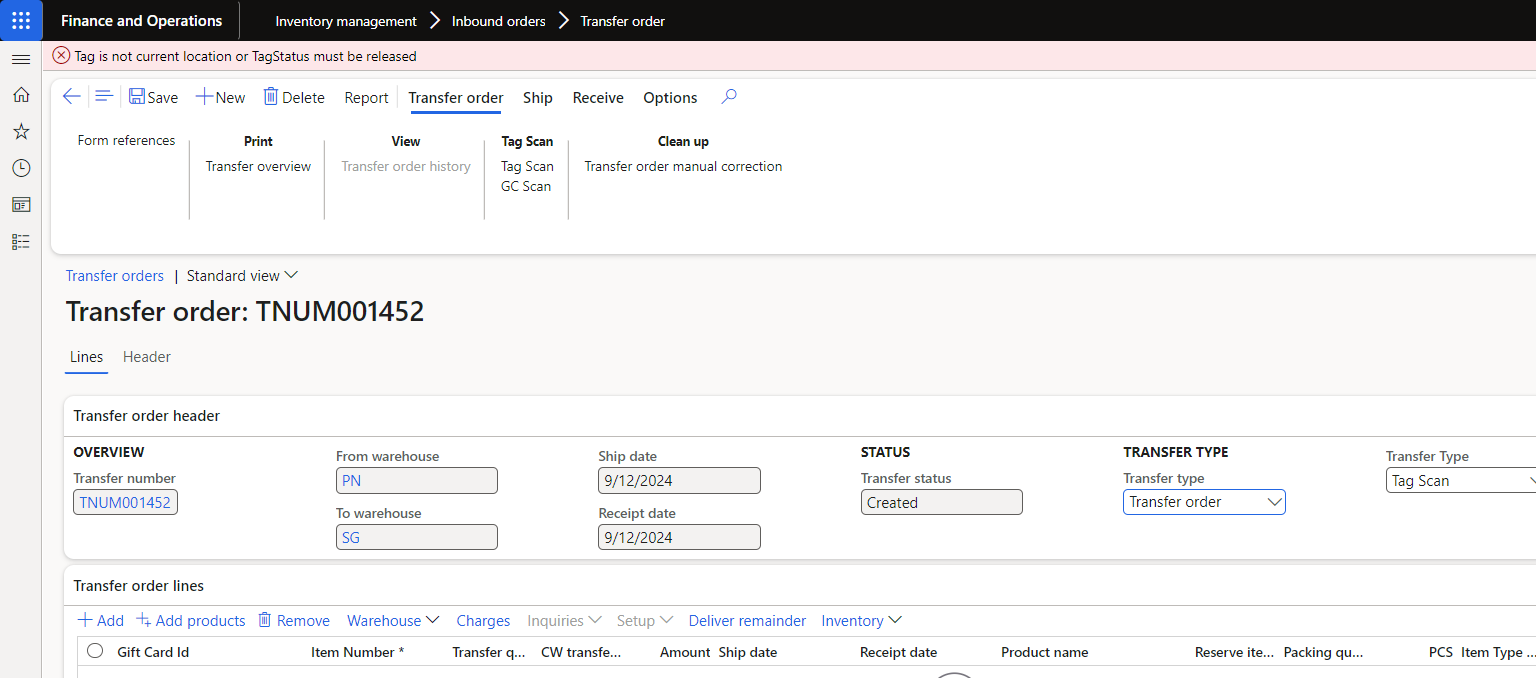 Finance and Operations
Inventory management
Inbound orders
Transfer order
Tag is not current location or TagStatus must be released
Save
New
Delete
Report
Transfer order
Ship
Receive
Options
Form references
Print
Transfer overview
View
Transfer order history
Tag Scan
Tag Scan
GC Scan
Clean up
Transfer order manual correction
Transfer orders | Standard view
Transfer order: TNUM001452
Lines
Header
Transfer order header
OVERVIEW
Transfer number
TNUM001452
From warehouse
PN
To warehouse
SG
Ship date
9/12/2024
Receipt date
9/12/2024
STATUS
Transfer status
Created
TRANSFER TYPE
Transfer type
Transfer order
Transfer Type
Tag Scan
Transfer order lines
Add
Add products
Remove
Warehouse
Charges
Inquiries
Setup
Deliver remainder
Inventory
Gift Card Id
Item Number *
Transfer q...
CW transfe...
Amount
Ship date
Receipt date
Product name
Reserve ite...
Packing qu...
PCS
Item Type ...